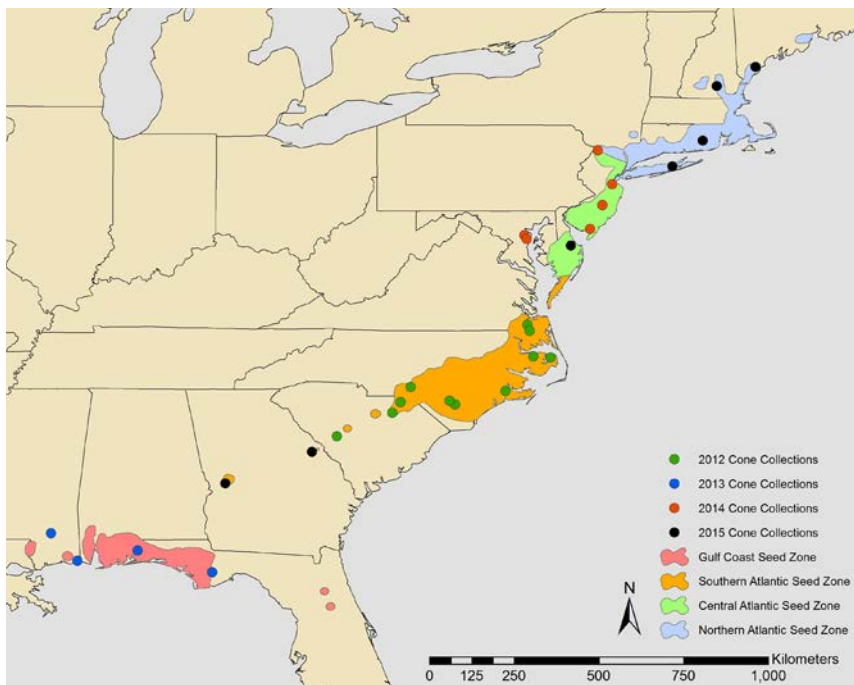 2012 Cone Collections
2013 Cone Collections
2014 Cone Collections
2015 Cone Collections
Gulf Coast Seed Zone
Southern Atlantic Seed Zone
Central Atlantic Seed Zone
Northern Atlantic Seed Zone
N
Kilometers
0 125 250 500 750 1,000